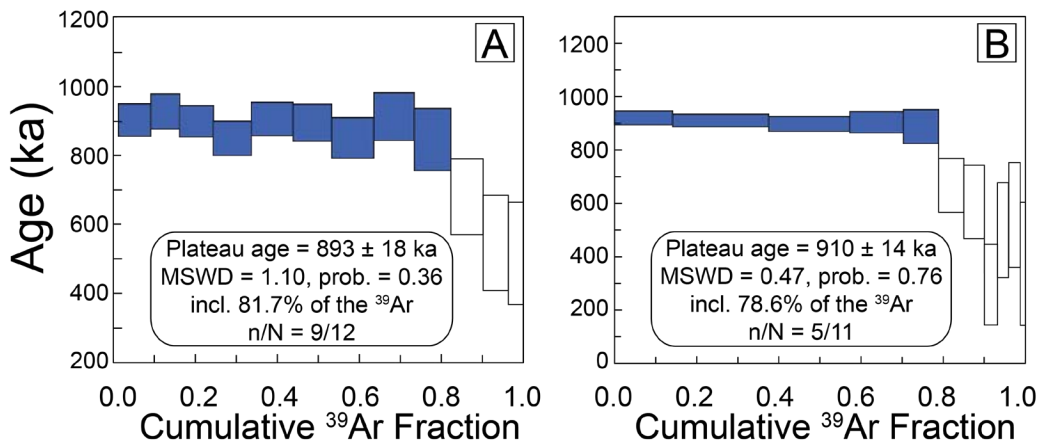 A
1200
1000
800
600
400
200
Age (ka)
Plateau age = 893 ± 18 ka
MSWD = 1.10, prob. = 0.36
incl. 81.7% of the ³⁹Ar
n/N = 9/12
0.0 0.2 0.4 0.6 0.8 1.0
Cumulative ³⁹Ar Fraction
B
1200
1000
800
600
400
200
0
Plateau age = 910 ± 14 ka
MSWD = 0.47, prob. = 0.76
incl. 78.6% of the ³⁹Ar
n/N = 5/11
0.0 0.2 0.4 0.6 0.8 1.0
Cumulative ³⁹Ar Fraction